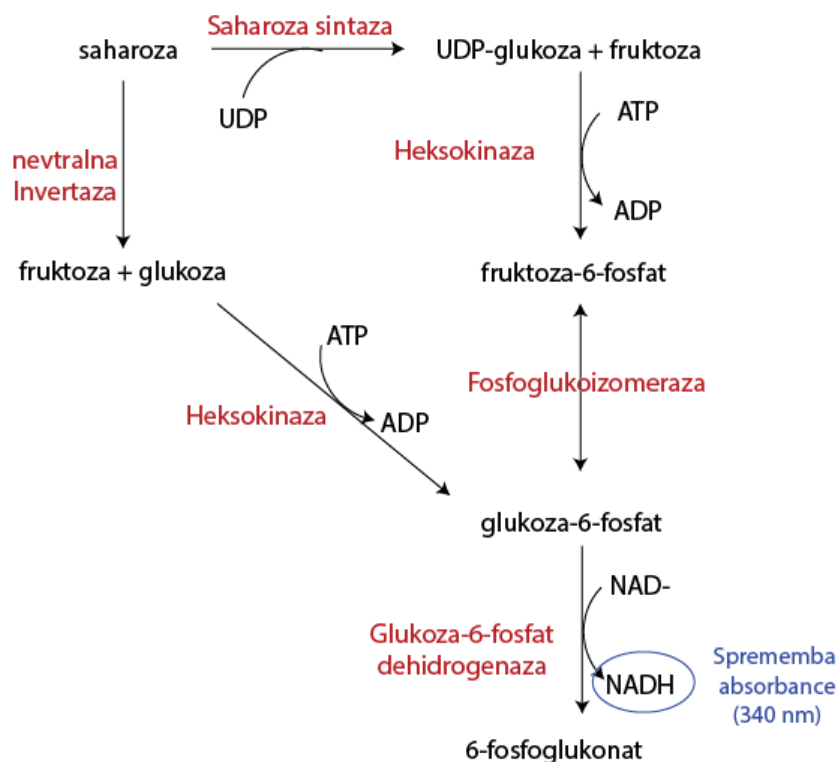 Saharoza sintaza
saharoza
UDP-glukoza + fruktoza
UDP
ATP
nevtralna
Invertaza
Heksokinaza
ADP
fruktoza + glukoza
fruktoza-6-fosfat
ATP
Fosfoglukoizomeraza
Heksokinaza
ADP
glukoza-6-fosfat
NAD-
Glukoza-6-fosfat
dehidrogenaza
NADH
Sprememba
absorbance
(340 nm)
6-fosfoglukonat